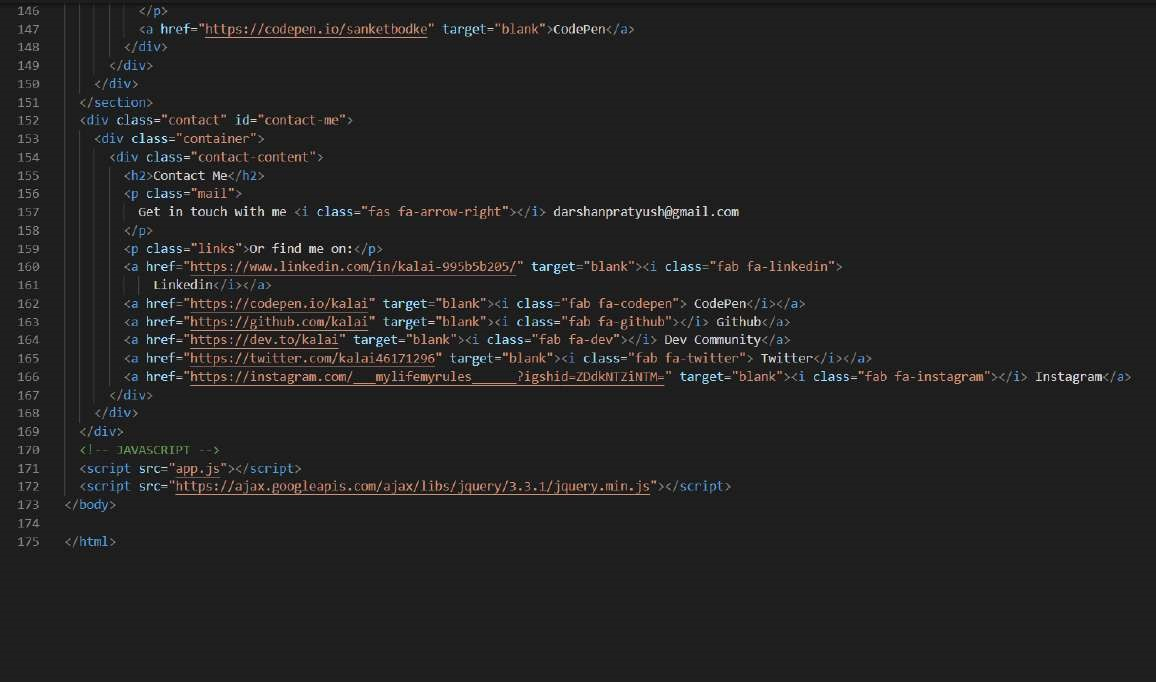 146 </p>
147 <a href="https://codepen.io/sanketbodke" target="blank">CodePen</a>
148 </div>
149 </div>
150 </div>
151 </section>
152 <div class="contact" id="contact-me">
153 <div class="container">
154 <div class="contact-content">
155 <h2>Contact Me</h2>
156 <p class="mail">
157 Get in touch with me <i class="fas fa-arrow-right"></i> darshanpratyush@gmail.com
158 </p>
159 <p class="links">Or find me on:</p>
160 <a href="https://www.linkedin.com/in/kalai-995b5b205/" target="blank"><i class="fab fa-linkedin">
161 Linkedin</i></a>
162 <a href="https://codepen.io/kalai" target="blank"><i class="fab fa-codepen"> CodePen</i></a>
163 <a href="https://github.com/kalai" target="blank"><i class="fab fa-github"></i> Github</a>
164 <a href="https://dev.to/kalai" target="blank"><i class="fab fa-dev"></i> Dev Community</a>
165 <a href="https://twitter.com/kalai46171296" target="blank"><i class="fab fa-twitter"> Twitter</i></a>
166 <a href="https://instagram.com/___mylifemyrules______?igshid=ZDdkNTZiNTM=" target="blank"><i class="fab fa-instagram"></i> Instagram</a>
167 </div>
168 </div>
169 </div>
170 <!-- JAVASCRIPT -->
171 <script src="app.js"></script>
172 <script src="https://ajax.googleapis.com/ajax/libs/jquery/3.3.1/jquery.min.js"></script>
173 </body>
174
175 </html>